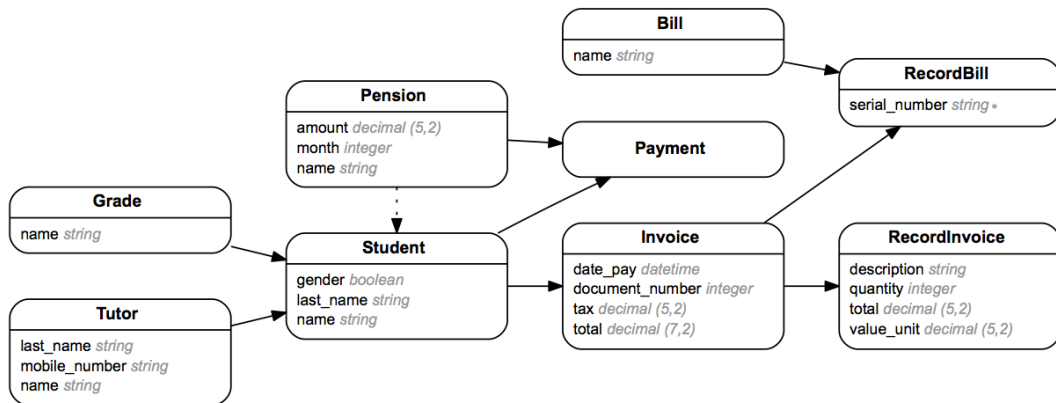 Bill
name string
RecordBill
serial_number string *
Pension
amount decimal (5,2)
month integer
name string
Payment
Grade
name string
Student
gender boolean
last_name string
name string
Invoice
date_pay datetime
document_number integer
tax decimal (5,2)
total decimal (7,2)
RecordInvoice
description string
quantity integer
total decimal (5,2)
value_unit decimal (5,2)
Tutor
last_name string
mobile_number string
name string